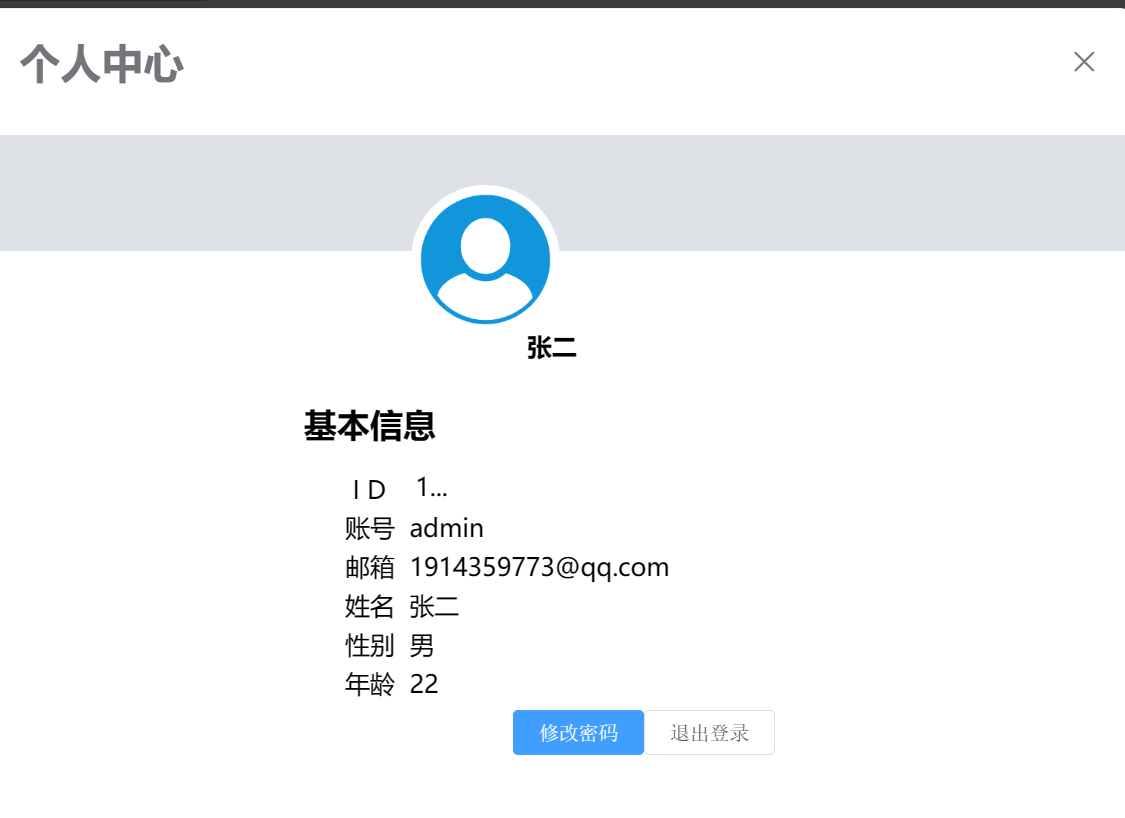 个人中心
张二
基本信息
I D 1...
账号 admin
邮箱 1914359773@qq.com
姓名 张二
性别 男
年龄 22
修改密码 退出登录